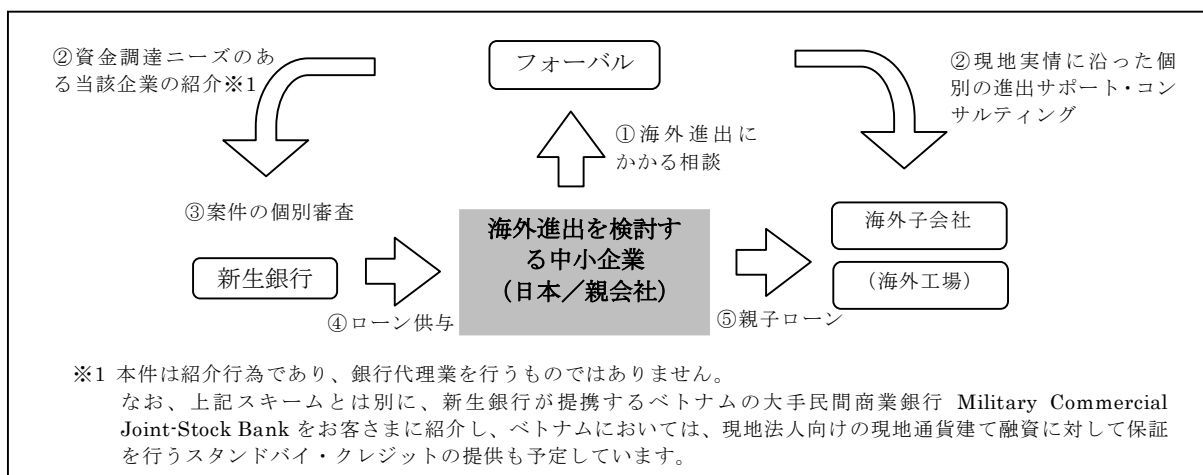 ②資金調達ニーズのあ
る当該企業の紹介※1
フォーバル
②現地実情に沿った個
別の進出サポート・コン
サルティング
①海外進出に
かかる相談
③案件の個別審査
新生銀行
④ローン供与
海外進出を検討す
る中小企業
（日本／親会社）
海外子会社
（海外工場）
⑤親子ローン
※1 本件は紹介行為であり、銀行代理業を行うものではありません。
なお、上記スキームとは別に、新生銀行が提携するベトナムの大手民間商業銀行 Military Commercial
Joint-Stock Bank をお客さまに紹介し、ベトナムにおいては、現地法人向けの現地通貨建て融資に対して保証
を行うスタンドバイ・クレジットの提供も予定しています。